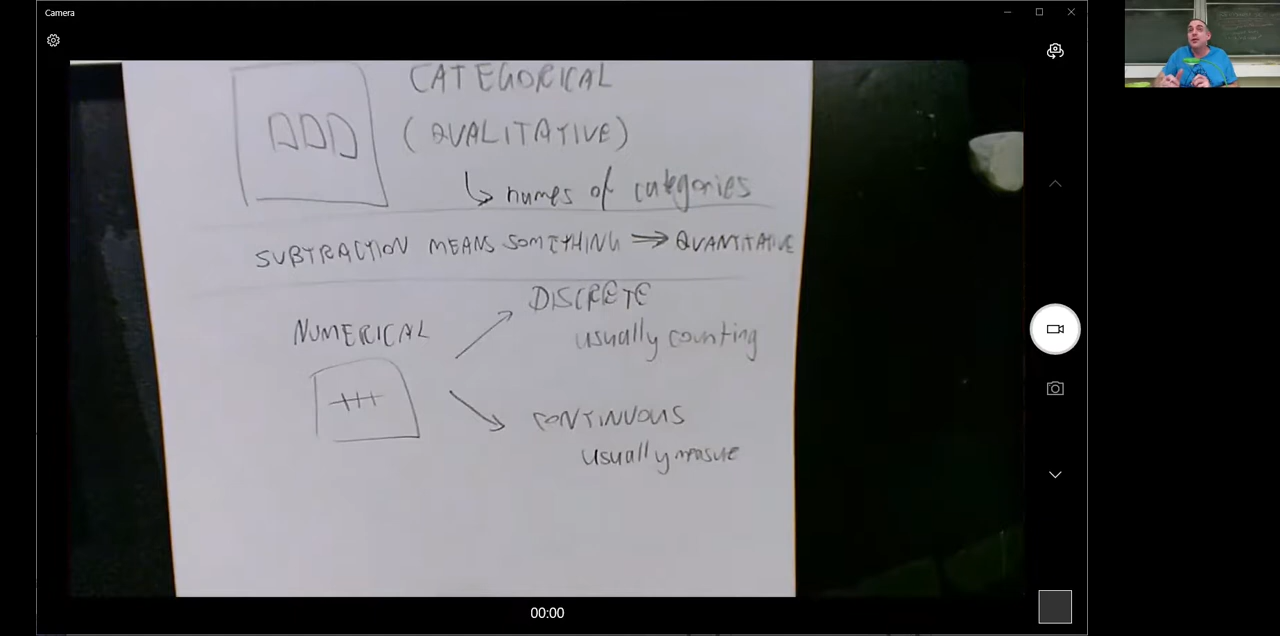 Camera
CATEGORICAL
(QUALITATIVE)
↳ names of categories
SUBTRACTION MEANS SOMETHING ⇒ QUANTITATIVE
DISCRETE
NUMERICAL
usually counting
CONTINUOUS
usually measure
00:00